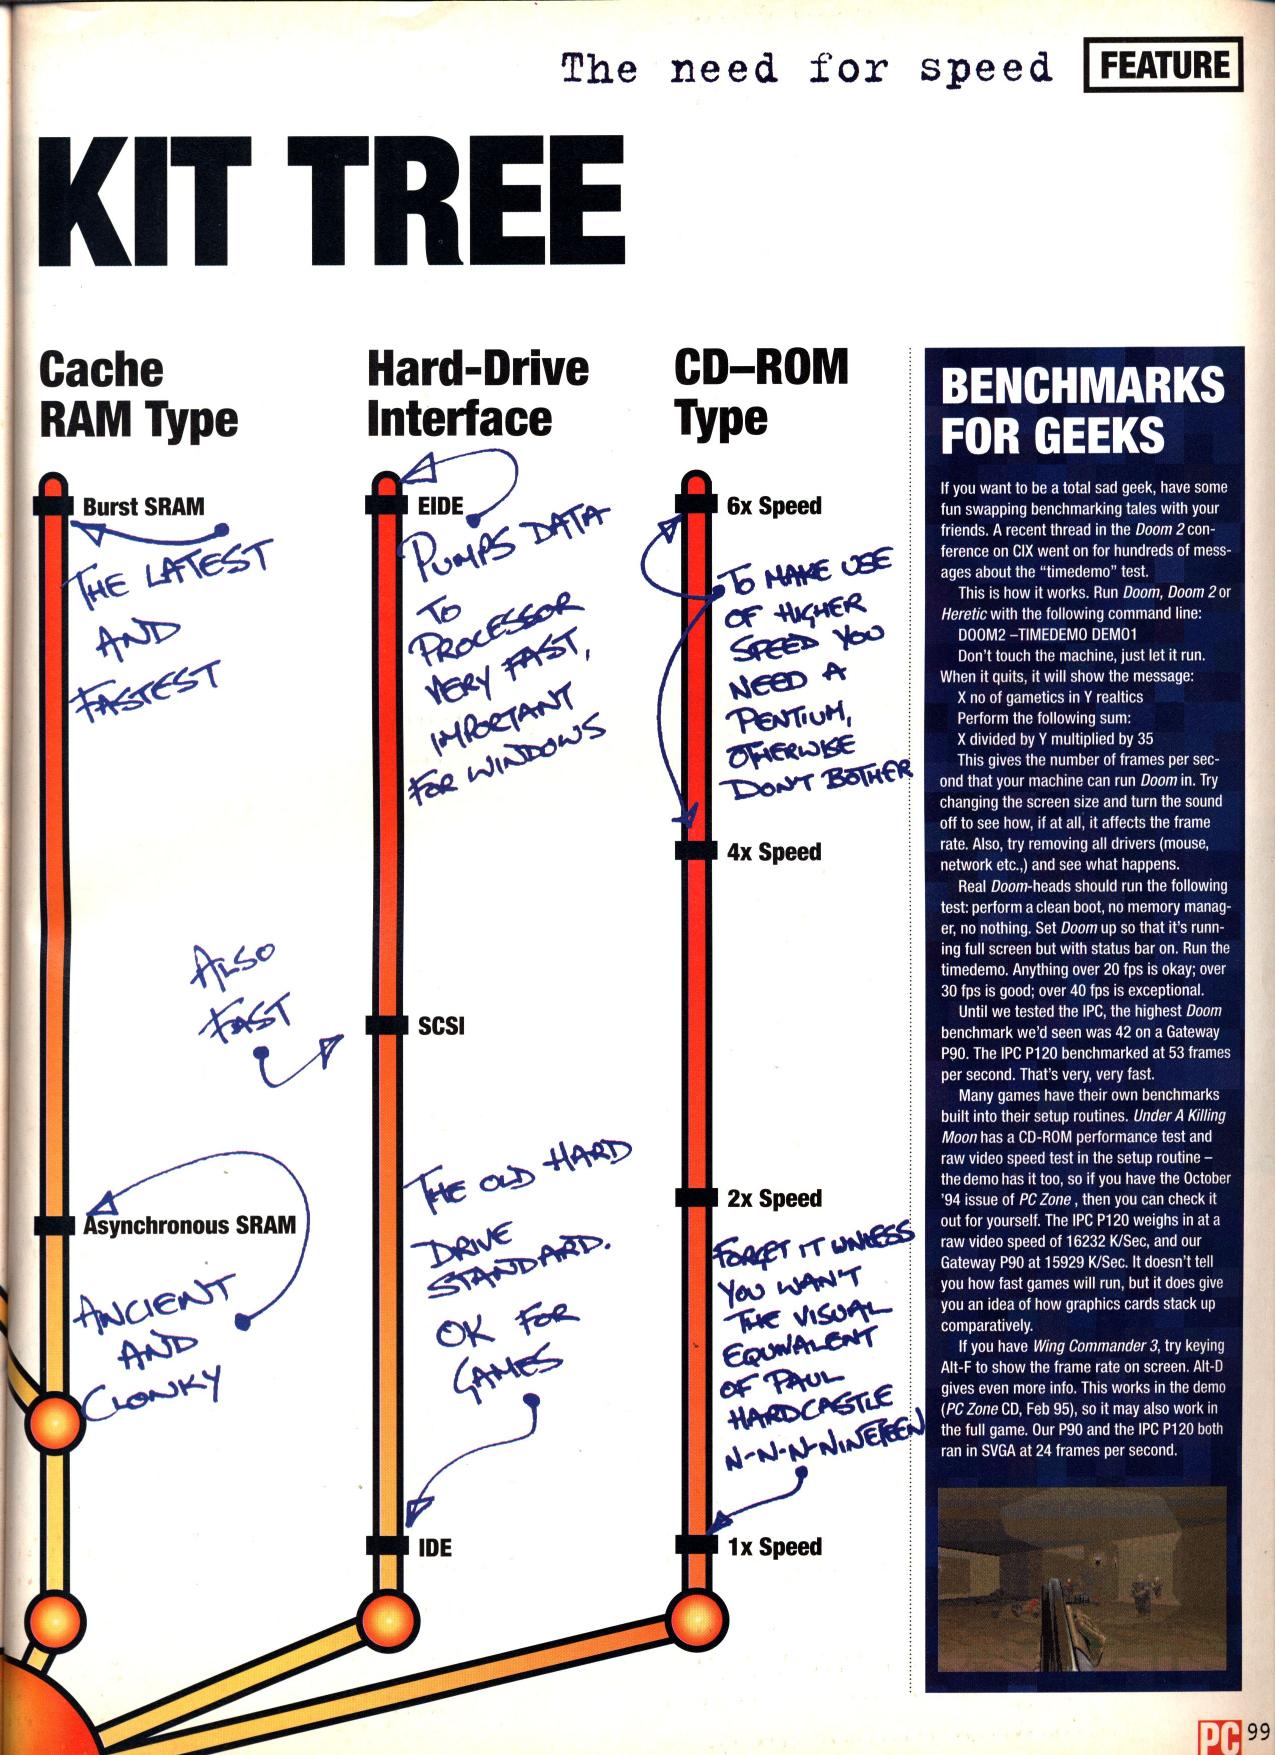 The need for speed
FEATURE
KIT TREE
Cache
RAM Type
Burst SRAM
THE LATEST
AND
FASTEST
Asynchronous SRAM
ANCIENT
AND
CLONKY
Hard-Drive
Interface
EIDE
PUMPS DATA
TO
PROCESSOR
VERY FAST,
IMPORTANT
FOR WINDOWS
ALSO
FAST
SCSI
THE OLD HARD
DRIVE
STANDARD.
OK FOR
GAMES
IDE
CD–ROM
Type
6x Speed
TO MAKE USE
OF HIGHER
SPEED YOU
NEED A
PENTIUM,
OTHERWISE
DON'T BOTHER
4x Speed
2x Speed
FORGET IT UNLESS
YOU WAN'T
THE VISUAL
EQUIVALENT
OF PAUL
HARDCASTLE
N-N-N-NINETEEN
1x Speed
BENCHMARKS
FOR GEEKS
If you want to be a total sad geek, have some
fun swapping benchmarking tales with your
friends. A recent thread in the Doom 2 con-
ference on CIX went on for hundreds of mess-
ages about the “timedemo” test.
This is how it works. Run Doom, Doom 2 or
Heretic with the following command line:
DOOM2 –TIMEDEMO DEMO1
Don't touch the machine, just let it run.
When it quits, it will show the message:
X no of gametics in Y realtics
Perform the following sum:
X divided by Y multiplied by 35
This gives the number of frames per sec-
ond that your machine can run Doom in. Try
changing the screen size and turn the sound
off to see how, if at all, it affects the frame
rate. Also, try removing all drivers (mouse,
network etc.,) and see what happens.
Real Doom-heads should run the following
test: perform a clean boot, no memory manag-
er, no nothing. Set Doom up so that it's runn-
ing full screen but with status bar on. Run the
timedemo. Anything over 20 fps is okay; over
30 fps is good; over 40 fps is exceptional.
Until we tested the IPC, the highest Doom
benchmark we'd seen was 42 on a Gateway
P90. The IPC P120 benchmarked at 53 frames
per second. That's very, very fast.
Many games have their own benchmarks
built into their setup routines. Under A Killing
Moon has a CD-ROM performance test and
raw video speed test in the setup routine –
the demo has it too, so if you have the October
'94 issue of PC Zone , then you can check it
out for yourself. The IPC P120 weighs in at a
raw video speed of 16232 K/Sec, and our
Gateway P90 at 15929 K/Sec. It doesn't tell
you how fast games will run, but it does give
you an idea of how graphics cards stack up
comparatively.
If you have Wing Commander 3, try keying
Alt-F to show the frame rate on screen. Alt-D
gives even more info. This works in the demo
(PC Zone CD, Feb 95), so it may also work in
the full game. Our P90 and the IPC P120 both
ran in SVGA at 24 frames per second.
PC 99